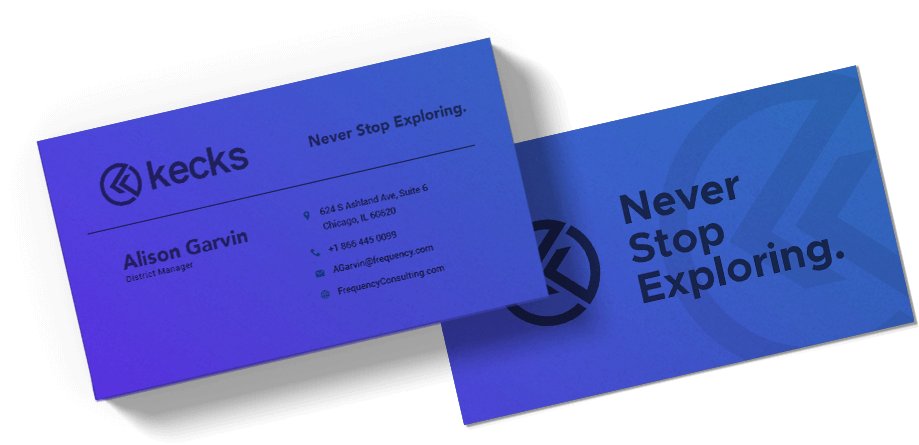 kecks
Never Stop Exploring.
Alison Garvin
District Manager
624 S Ashland Ave, Suite 6
Chicago, IL 60620
+1 866 445 0099
AGarvin@frequency.com
FrequencyConsulting.com
Never
Stop
Exploring.